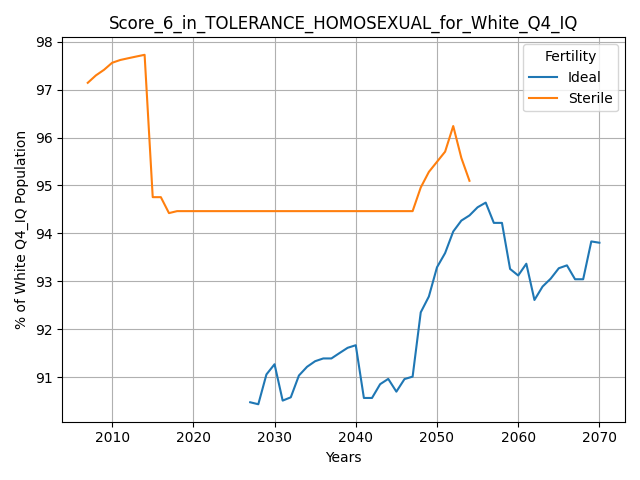 Score_6_in_TOLERANCE_HOMOSEXUAL_for_White_Q4_IQ
% of White Q4_IQ Population
98
97
96
95
94
93
92
91
Fertility
Ideal
Sterile
2010 2020 2030 2040 2050 2060 2070
Years